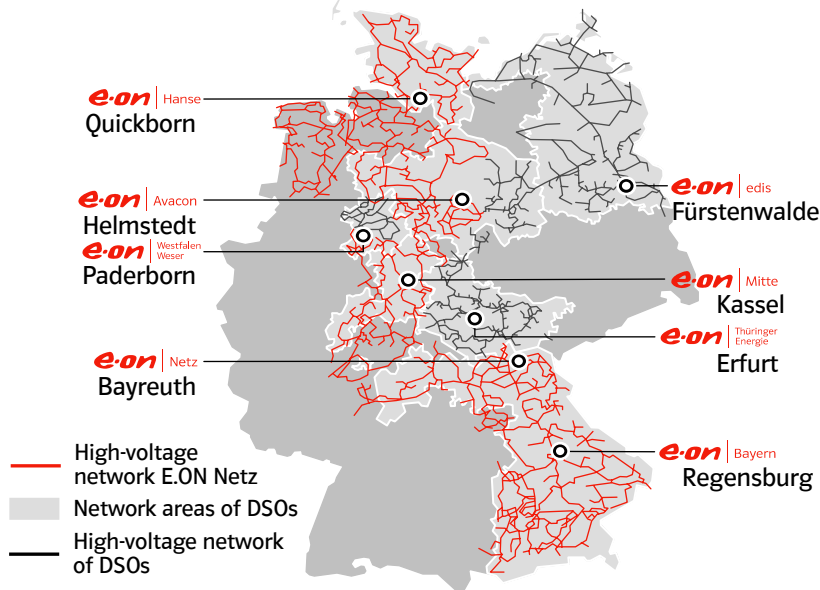 e·on | Hanse
Quickborn
e·on | Avacon
Helmstedt
e·on | Westfalen
Weser
Paderborn
e·on | Netz
Bayreuth
e·on | edis
Fürstenwalde
e·on | Mitte
Kassel
e·on | Thüringer
Energie
Erfurt
e·on | Bayern
Regensburg
High-voltage
network E.ON Netz
Network areas of DSOs
High-voltage network
of DSOs